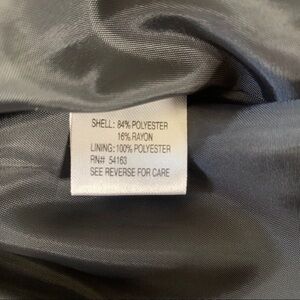 SHELL: 84% POLYESTER
16% RAYON
LINING: 100% POLYESTER
RN# 54163
SEE REVERSE FOR CARE